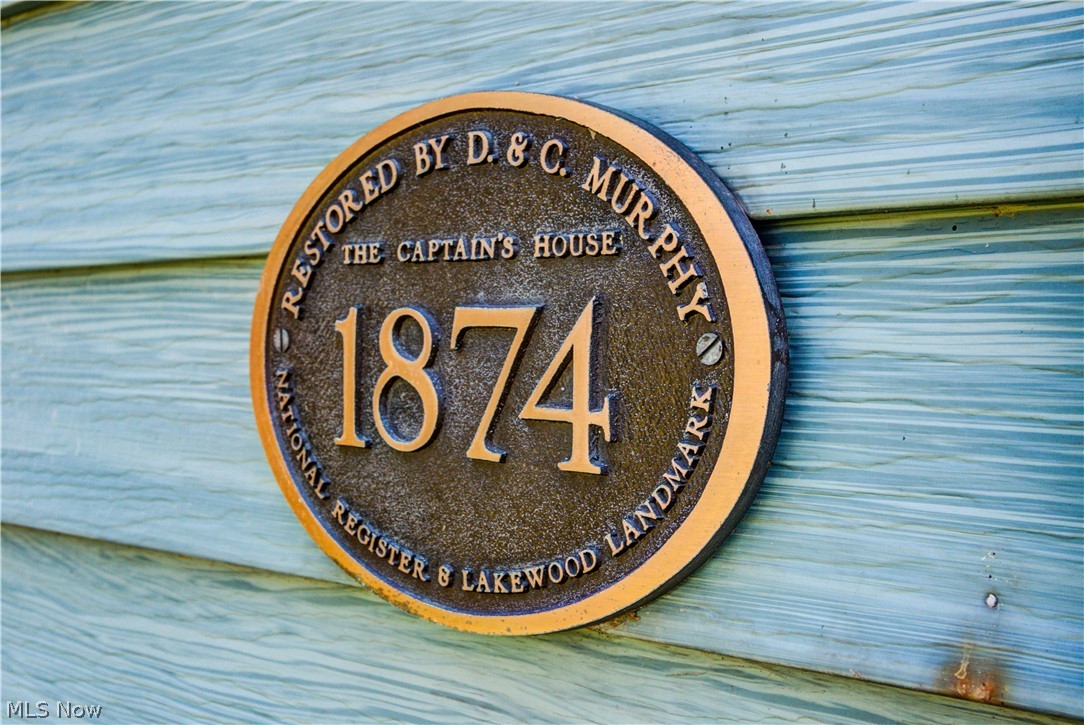 RESTORED BY D. & C. MURPHY
THE CAPTAIN'S HOUSE
1874
NATIONAL REGISTER & LAKEWOOD LANDMARK
MLS Now